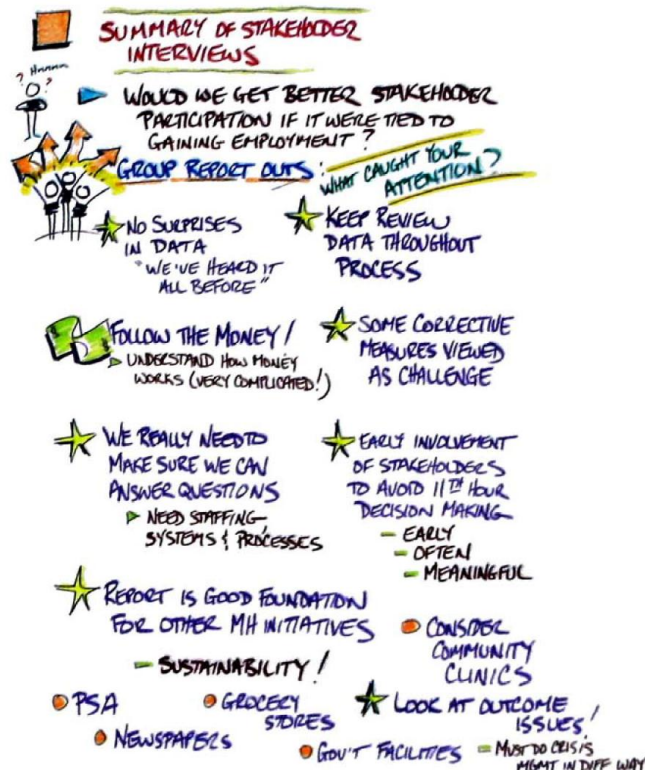 SUMMARY OF STAKEHOLDER
INTERVIEWS
? Hmmmm ?
WOULD WE GET BETTER STAKEHOLDER
PARTICIPATION IF IT WERE TIED TO
GAINING EMPLOYMENT?
GROUP REPORT OUTS:
WHAT CAUGHT YOUR
ATTENTION?
NO SURPRISES
IN DATA
"WE'VE HEARD IT
ALL BEFORE"
KEEP REVIEW
DATA THROUGHOUT
PROCESS
FOLLOW THE MONEY!
UNDERSTAND HOW MONEY
WORKS (VERY COMPLICATED!)
SOME CORRECTIVE
MEASURES VIEWED
AS CHALLENGE
WE REALLY NEED TO
MAKE SURE WE CAN
ANSWER QUESTIONS
NEED STAFFING
SYSTEMS & PROCESSES
EARLY INVOLVEMENT
OF STAKEHOLDERS
TO AVOID 11TH HOUR
DECISION MAKING
- EARLY
- OFTEN
- MEANINGFUL
REPORT IS GOOD FOUNDATION
FOR OTHER MH INITIATIVES
- SUSTAINABILITY!
CONSIDER
COMMUNITY
CLINICS
PSA
GROCERY
STORES
NEWSPAPERS
GOV'T FACILITIES
LOOK AT OUTCOME
ISSUES!
= MUST DO CRISIS
MGMT IN DIFF WAY